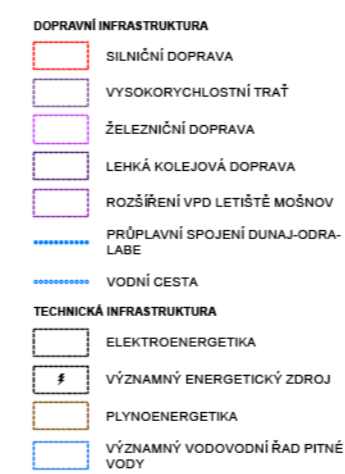 DOPRAVNÍ INFRASTRUKTURA
SILNIČNÍ DOPRAVA
VYSOKORYCHLOSTNÍ TRAŤ
ŽELEZNIČNÍ DOPRAVA
LEHKÁ KOLEJOVÁ DOPRAVA
ROZŠÍŘENÍ VPD LETIŠTĚ MOŠNOV
PRŮPLAVNÍ SPOJENÍ DUNAJ-ODRA-
LABE
VODNÍ CESTA
TECHNICKÁ INFRASTRUKTURA
ELEKTROENERGETIKA
VÝZNAMNÝ ENERGETICKÝ ZDROJ
PLYNOENERGETIKA
VÝZNAMNÝ VODOVODNÍ ŘAD PITNÉ
VODY